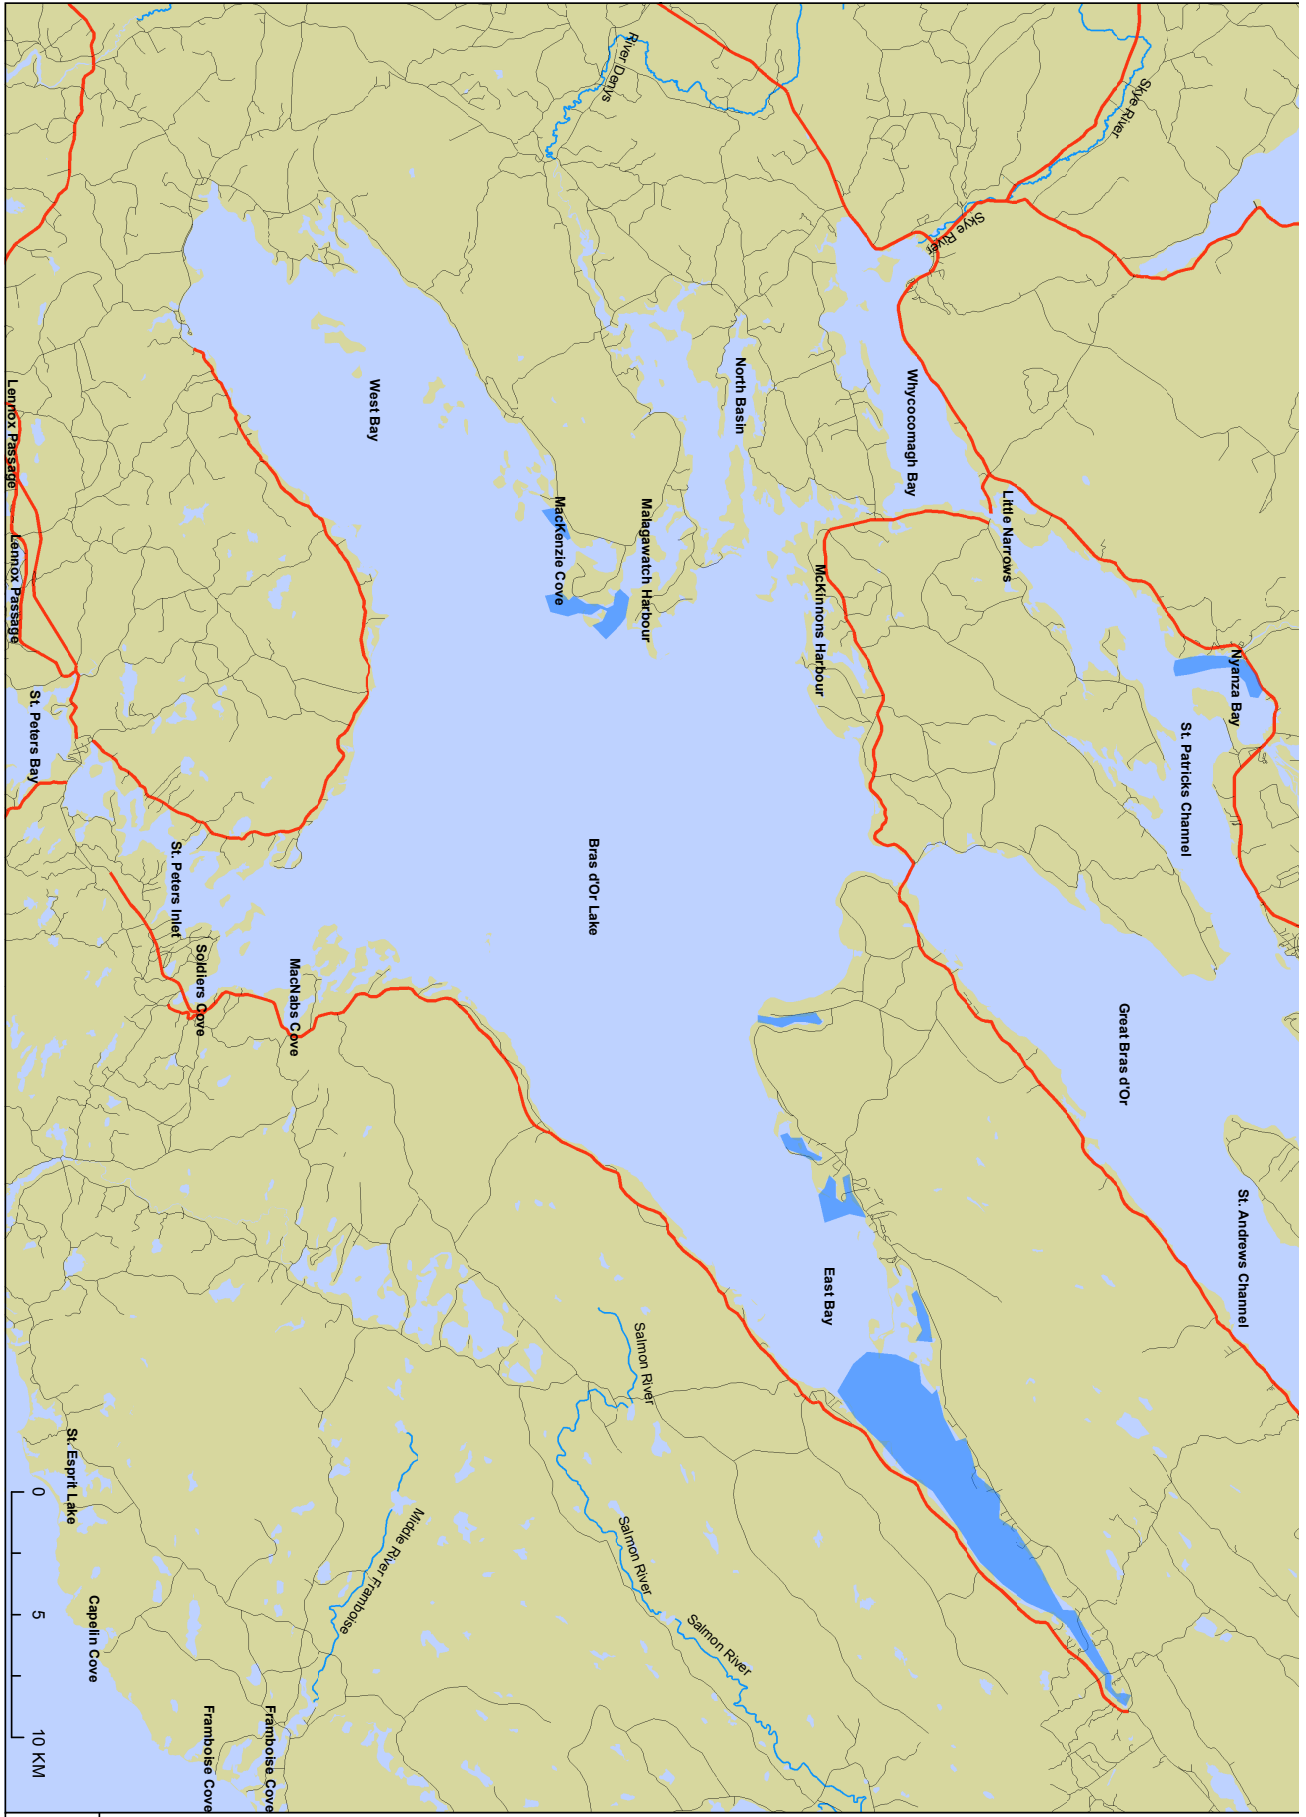 Skye River
Skye River
River Denys
Nyanza Bay
St. Patricks Channel
Little Narrows
Whycocomagh Bay
St. Andrews Channel
Great Bras d'Or
North Basin
McKinnons Harbour
Malagawatch Harbour
MacKenzie Cove
West Bay
Bras d'Or Lake
East Bay
Lennox Passage
Lennox Passage
St. Peters Bay
St. Peters Inlet
Soldiers Cove
MacNabs Cove
Salmon River
Salmon River
Salmon River
Middle River Framboise
St. Esprit Lake
Capelin Cove
Framboise Cove
Framboise Cove
0 5 10 KM